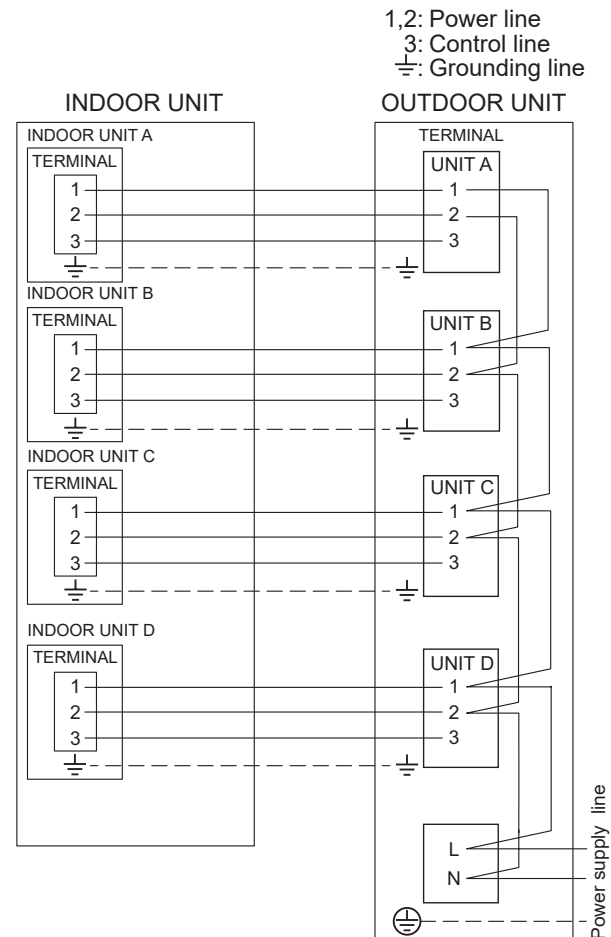 1,2: Power line
3: Control line
⏚: Grounding line
INDOOR UNIT
OUTDOOR UNIT
INDOOR UNIT A
TERMINAL
1
2
3
TERMINAL
UNIT A
1
2
3
INDOOR UNIT B
TERMINAL
1
2
3
UNIT B
1
2
3
INDOOR UNIT C
TERMINAL
1
2
3
UNIT C
1
2
3
INDOOR UNIT D
TERMINAL
1
2
3
UNIT D
1
2
3
L
N
Power supply line